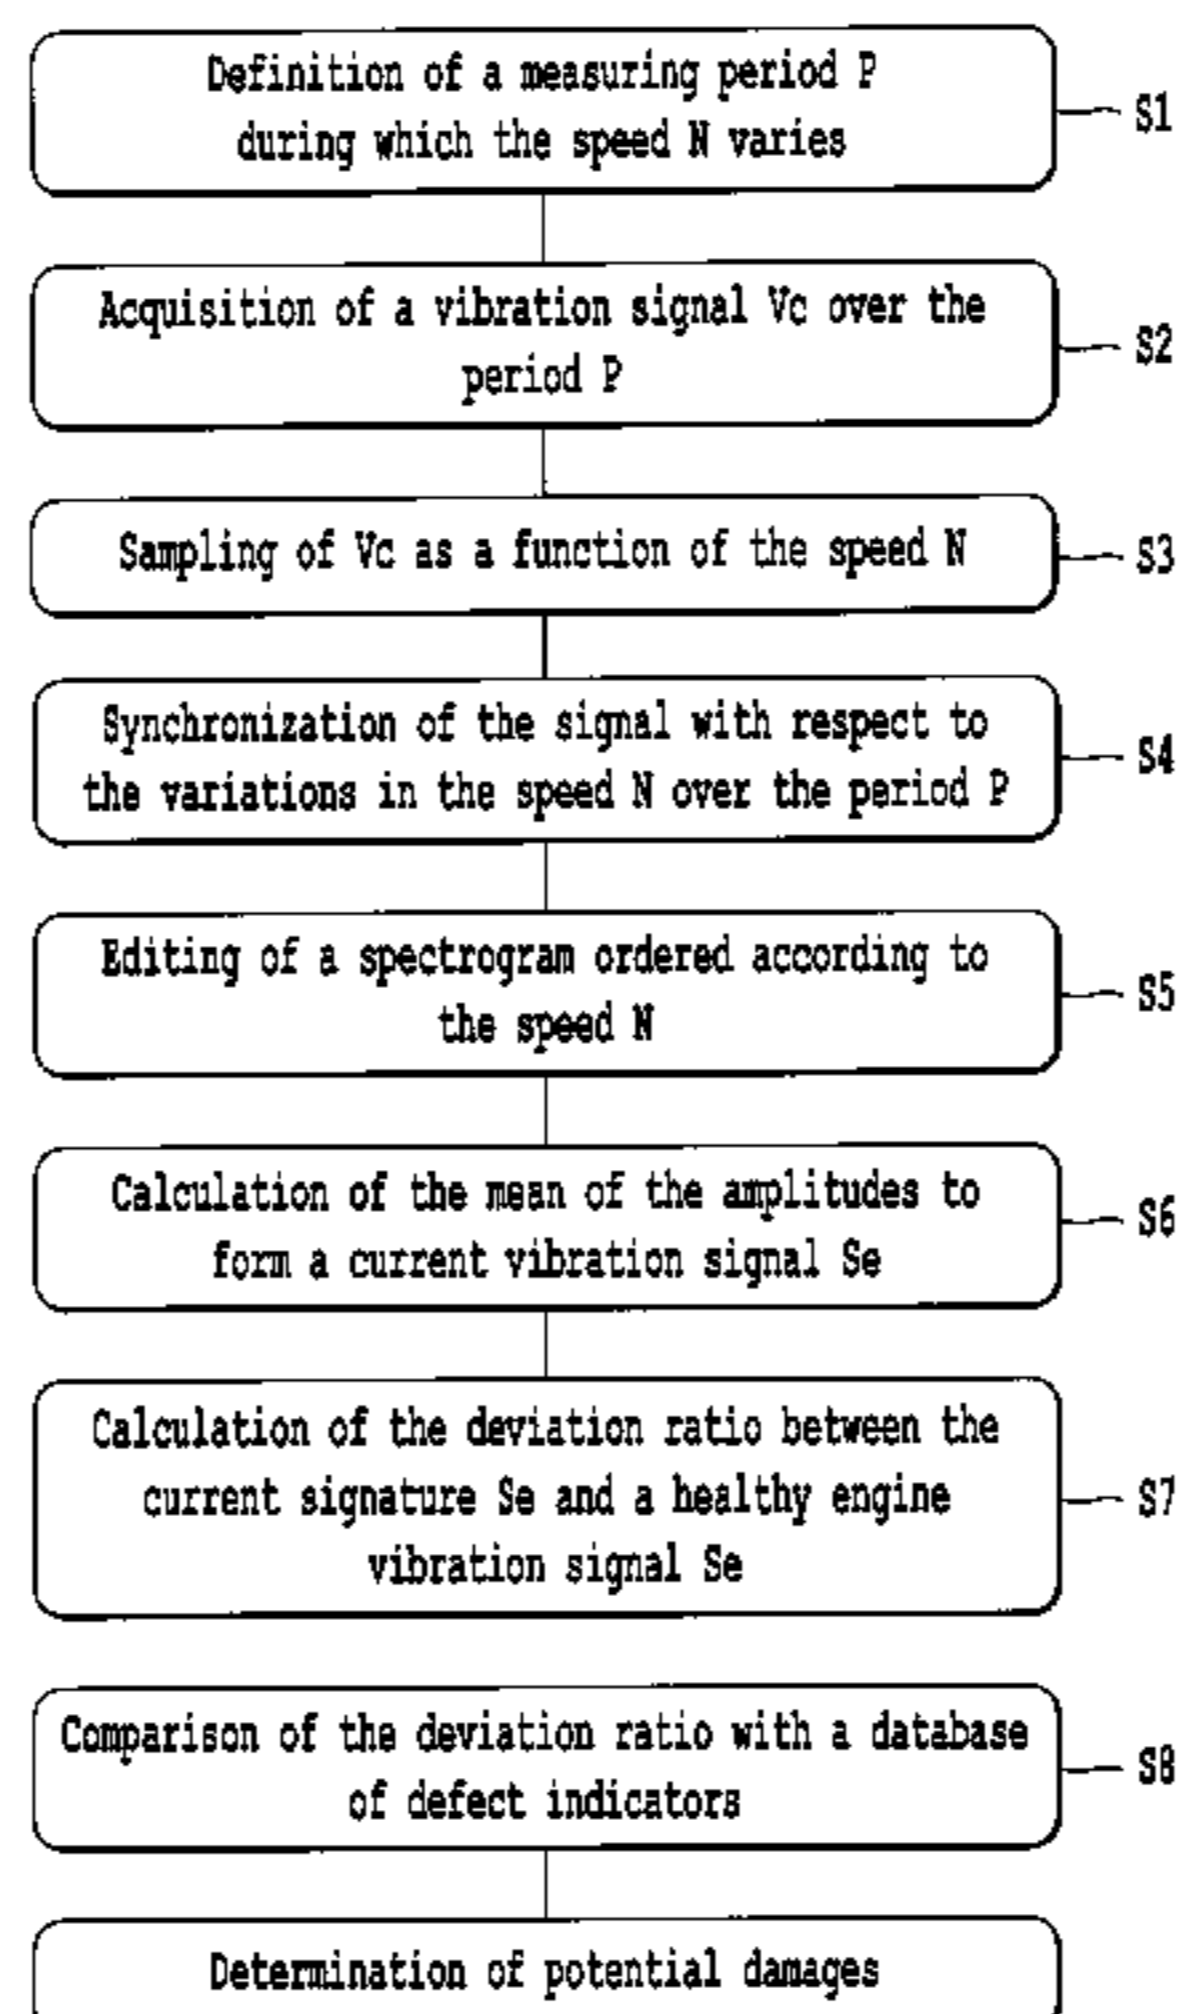 Definition of a measuring period P
during which the speed N varies
S1
Acquisition of a vibration signal Vc over the
period P
S2
Sampling of Vc as a function of the speed N
S3
Synchronization of the signal with respect to
the variations in the speed N over the period P
S4
Editing of a spectrogram ordered according to
the speed N
S5
Calculation of the mean of the amplitudes to
form a current vibration signal Se
S6
Calculation of the deviation ratio between the
current signature Se and a healthy engine
vibration signal Se
S7
Comparison of the deviation ratio with a database
of defect indicators
S8
Determination of potential damages